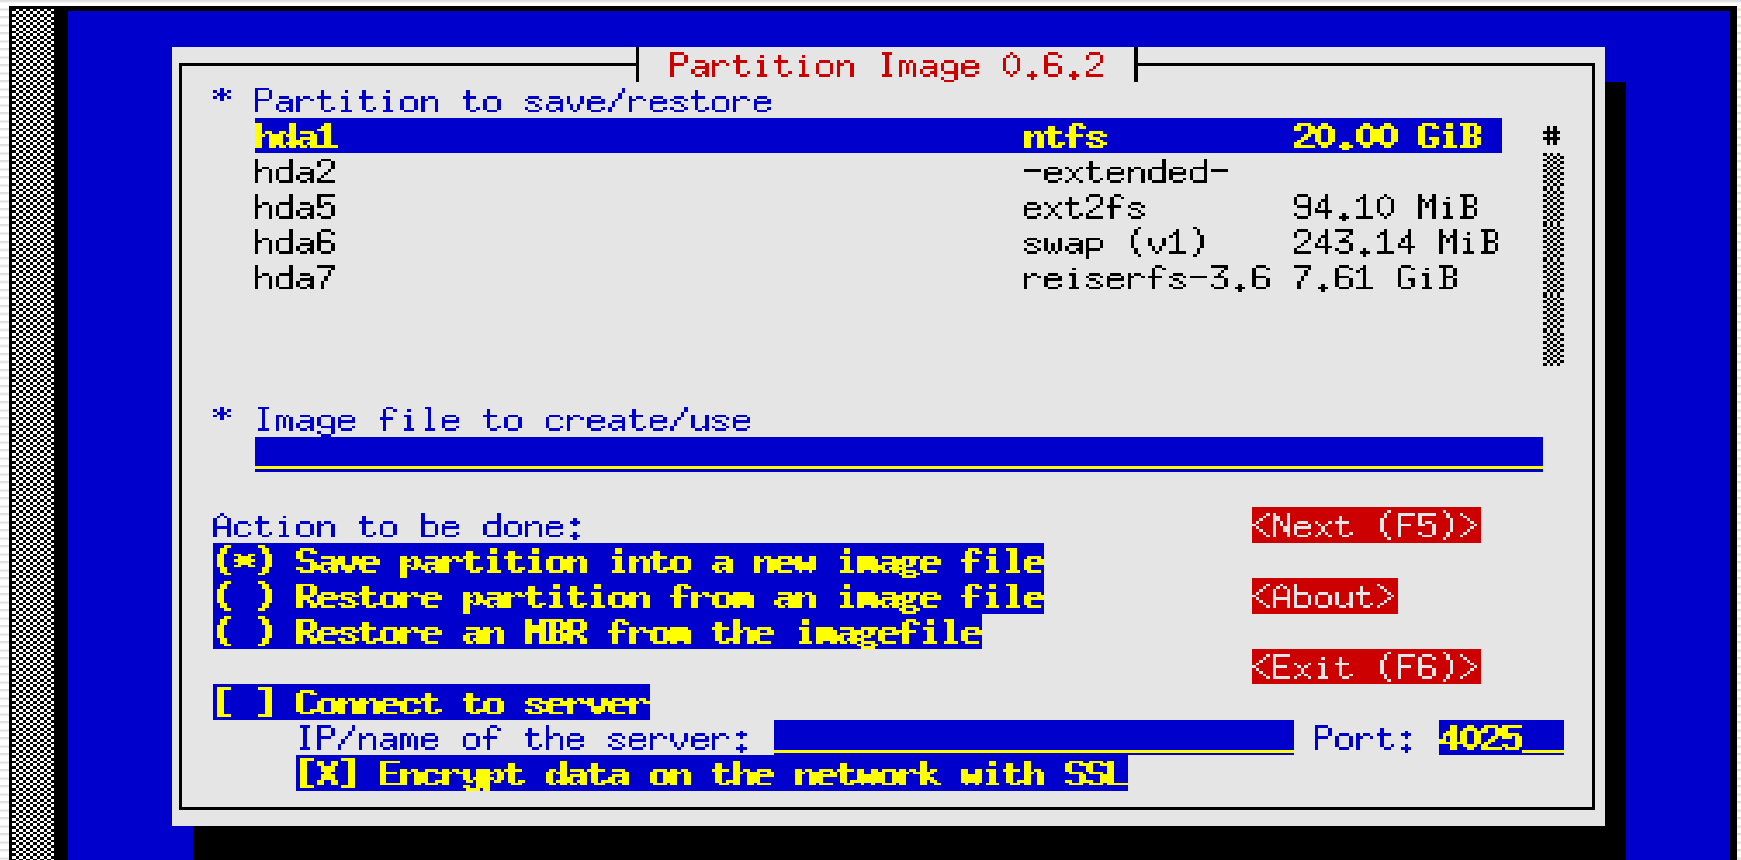 Partition Image 0.6.2
* Partition to save/restore
hda1 ntfs 20.00 GiB #
hda2 -extended-
hda5 ext2fs 94.10 MiB
hda6 swap (v1) 243.14 MiB
hda7 reiserfs-3.6 7.61 GiB
* Image file to create/use
Action to be done: <Next (F5)>
(*) Save partition into a new image file
( ) Restore partition from an image file <About>
( ) Restore an MBR from the imagefile
<Exit (F6)>
[ ] Connect to server
IP/name of the server: Port: 4025__
[X] Encrypt data on the network with SSL